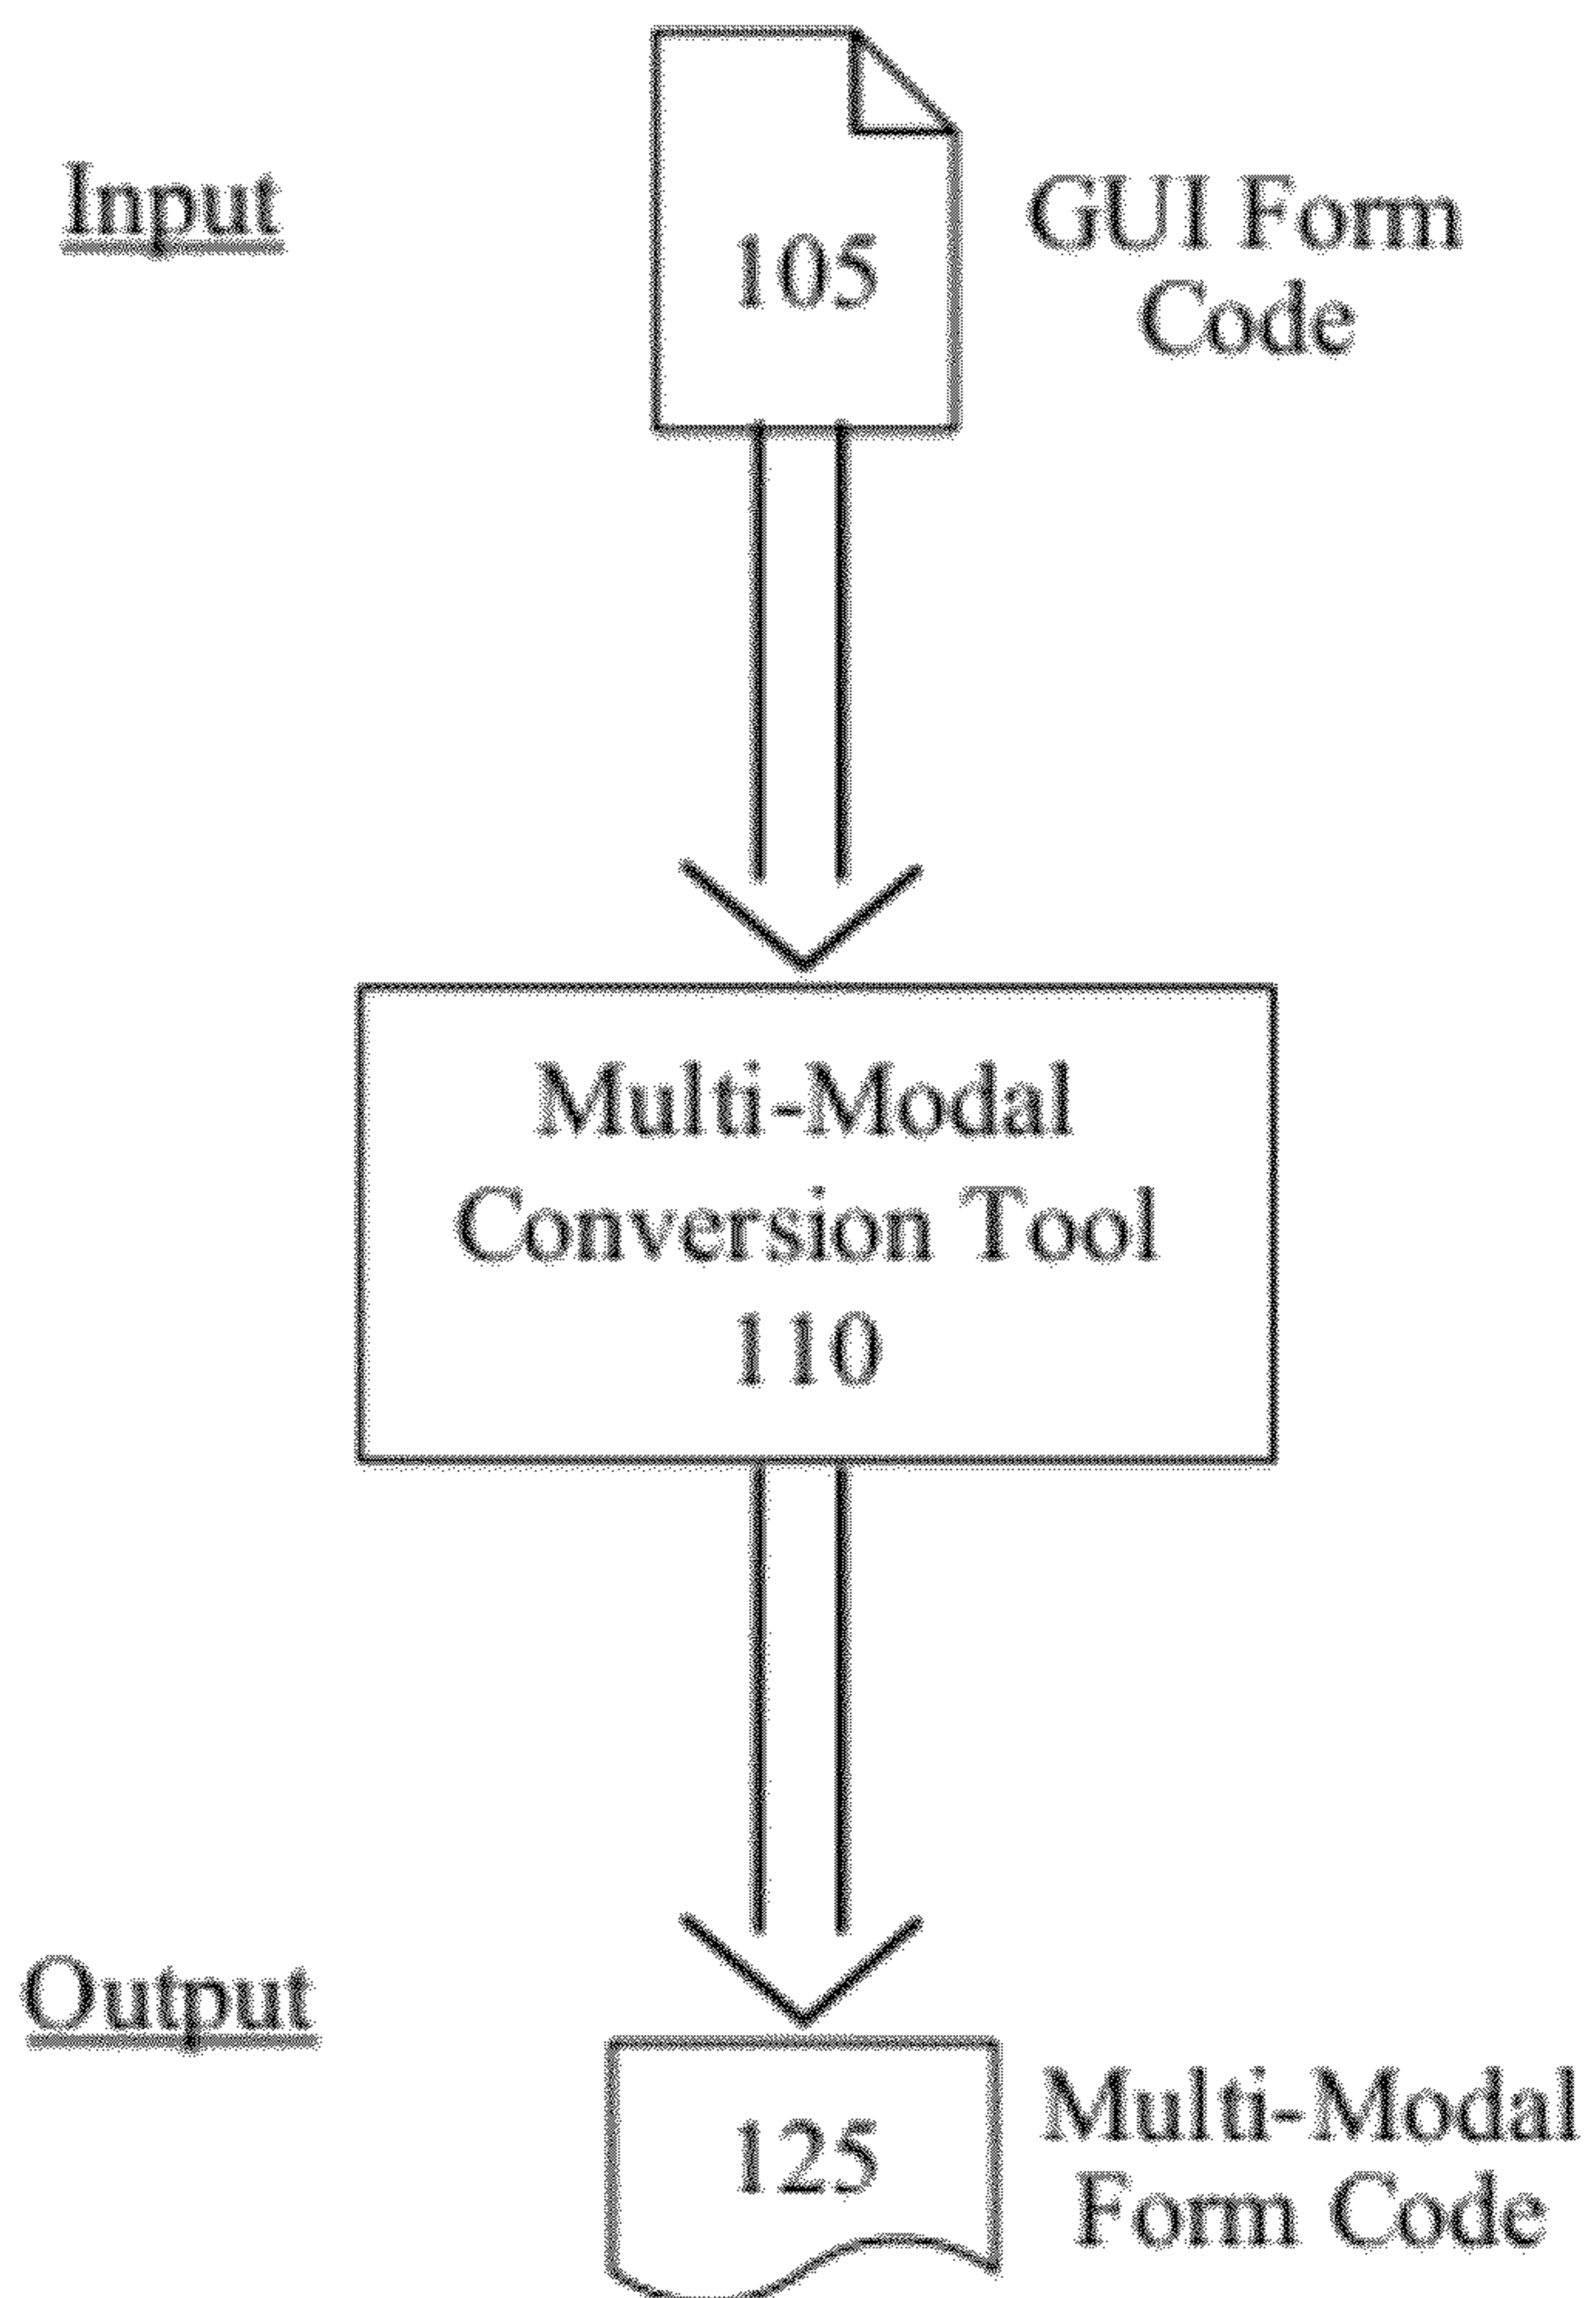 Input
105
GUI Form
Code
Multi-Modal
Conversion Tool
110
Output
125
Multi-Modal
Form Code